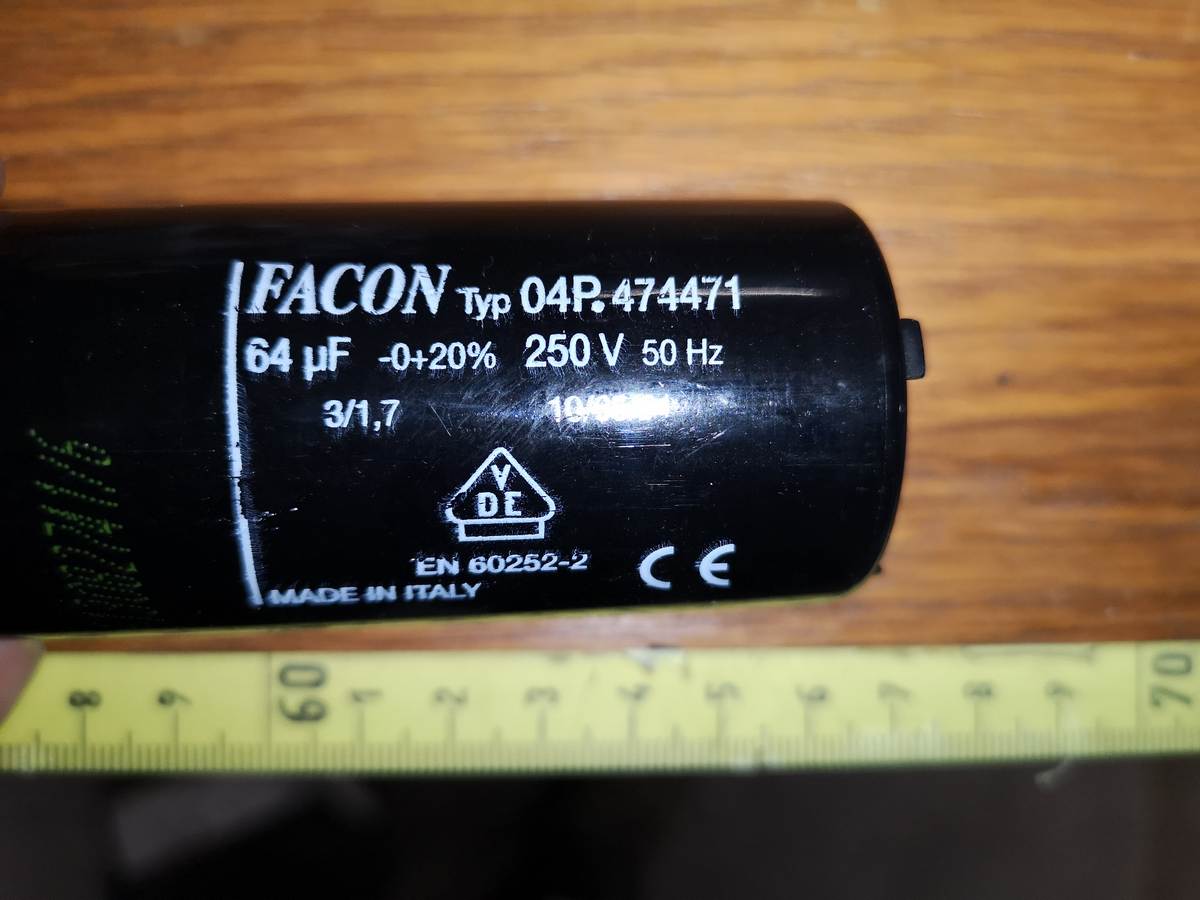 FACON Typ 04P. 474471
64 µF -0+20% 250 V 50 Hz
3/1,7
VDE
EN 60252-2
CE
MADE IN ITALY
8 9 60 1 2 3 4 5 6 7 8 9 70